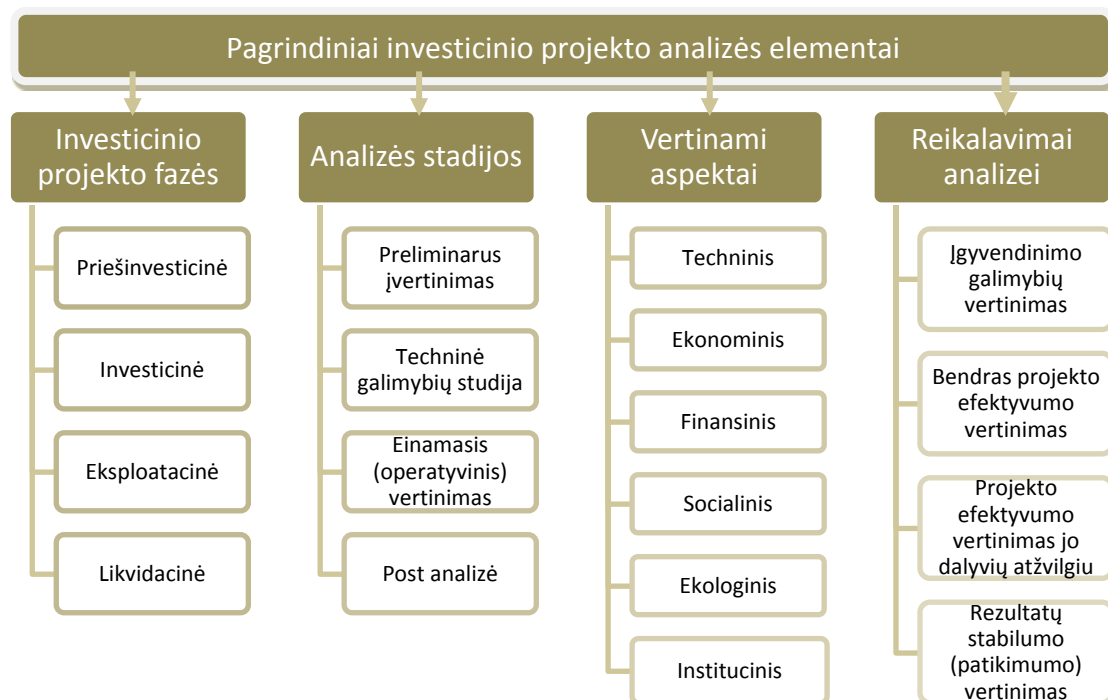 Pagrindiniai investicinio projekto analizės elementai
Investicinio
projekto fazės
Priešinvesticinė
Investicinė
Eksploatacinė
Likvidacinė
Analizės stadijos
Preliminarus
įvertinimas
Techninė
galimybių studija
Einamasis
(operatyvinis)
vertinimas
Post analizė
Vertinami
aspektai
Techninis
Ekonominis
Finansinis
Socialinis
Ekologinis
Institucinis
Reikalavimai
analizei
Įgyvendinimo
galimybių
vertinimas
Bendras projekto
efektyvumo
vertinimas
Projekto
efektyvumo
vertinimas jo
dalyvių atžvilgiu
Rezultatų
stabilumo
(patikimumo)
vertinimas